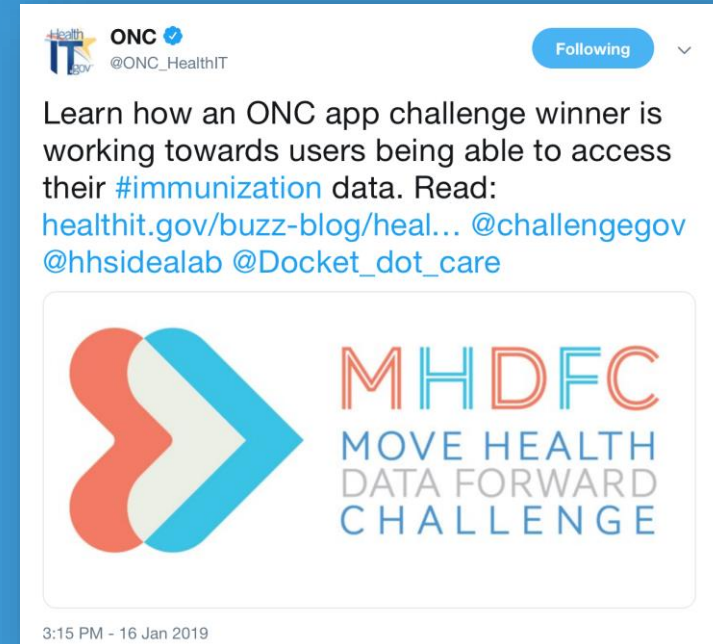 Health
IT
.gov
ONC
@ONC_HealthIT
Following
Learn how an ONC app challenge winner is
working towards users being able to access
their #immunization data. Read:
healthit.gov/buzz-blog/heal... @challengegov
@hhsidealab @Docket_dot_care
MHDFC
MOVE HEALTH
DATA FORWARD
CHALLENGE
3:15 PM - 16 Jan 2019